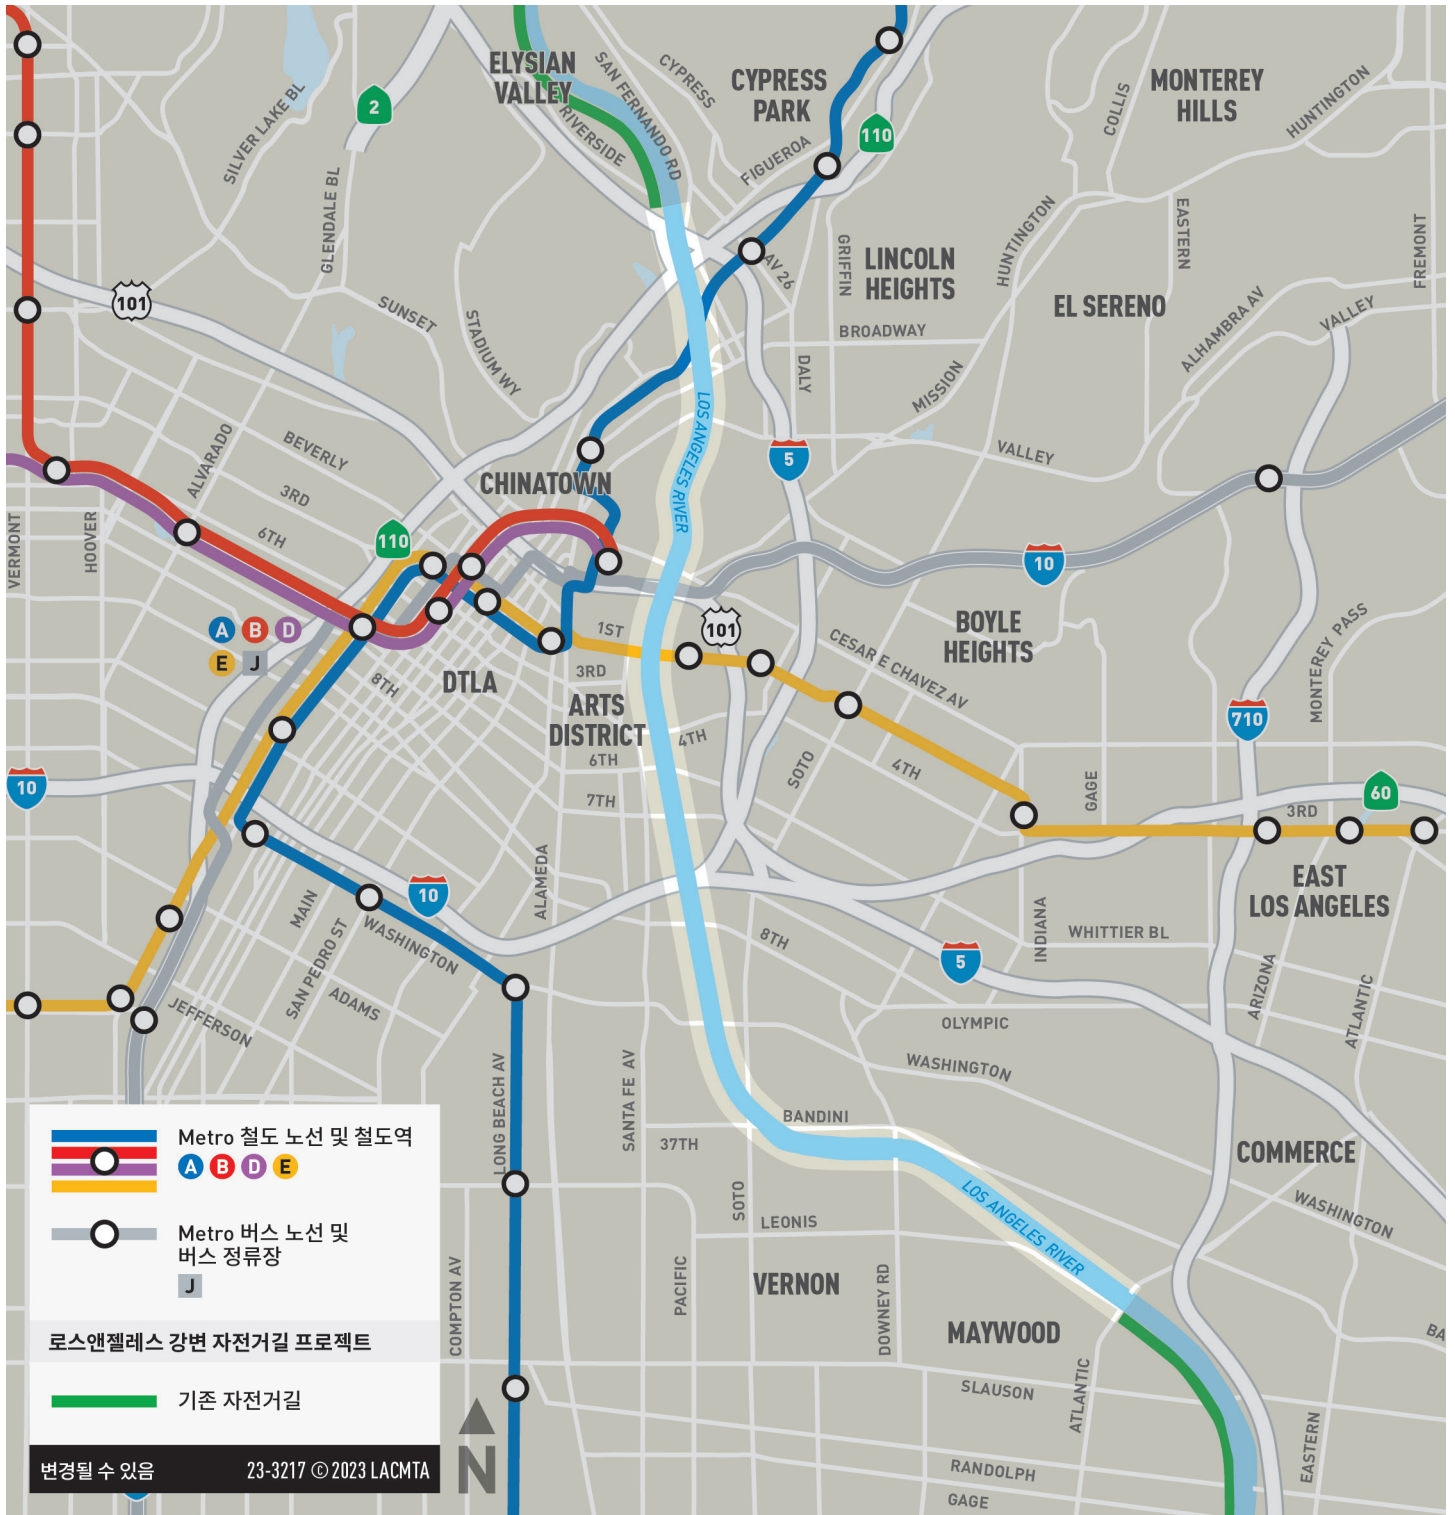 ELYSIAN
VALLEY
SAN FERNANDO RD
CYPRESS
CYPRESS
PARK
MONTEREY
HILLS
COLLIS
HUNTINGTON
2
SILVER LAKE BL
RIVERSIDE
FIGUEROA
110
GLENDALE BL
HUNTINGTON
EASTERN
FREMONT
GRIFFIN
LINCOLN
HEIGHTS
AV 26
101
SUNSET
STADIUM WY
EL SERENO
ALHAMBRA AV
VALLEY
BROADWAY
DALY
MISSION
LOS ANGELES RIVER
ALVARADO
BEVERLY
5
VALLEY
CHINATOWN
3RD
6TH
VERMONT
HOOVER
110
10
A
B
D
E
J
1ST
101
CESAR E CHAVEZ AV
BOYLE
HEIGHTS
MONTEREY PASS
3RD
8TH
DTLA
ARTS
DISTRICT
4TH
710
6TH
SOTO
4TH
10
7TH
GAGE
60
3RD
ALAMEDA
EAST
LOS ANGELES
10
MAIN
SAN PEDRO ST
WASHINGTON
8TH
INDIANA
WHITTIER BL
5
ARIZONA
ATLANTIC
ADAMS
JEFFERSON
OLYMPIC
WASHINGTON
LONG BEACH AV
SANTA FE AV
BANDINI
37TH
COMMERCE
WASHINGTON
SOTO
LEONIS
LOS ANGELES RIVER
COMPTON AV
PACIFIC
VERNON
DOWNEY RD
MAYWOOD
BA
SLAUSON
ATLANTIC
RANDOLPH
EASTERN
GAGE
Metro 철도 노선 및 철도역
A B D E
Metro 버스 노선 및
버스 정류장
J
로스앤젤레스 강변 자전거길 프로젝트
기존 자전거길
변경될 수 있음
23-3217 © 2023 LACMTA
N